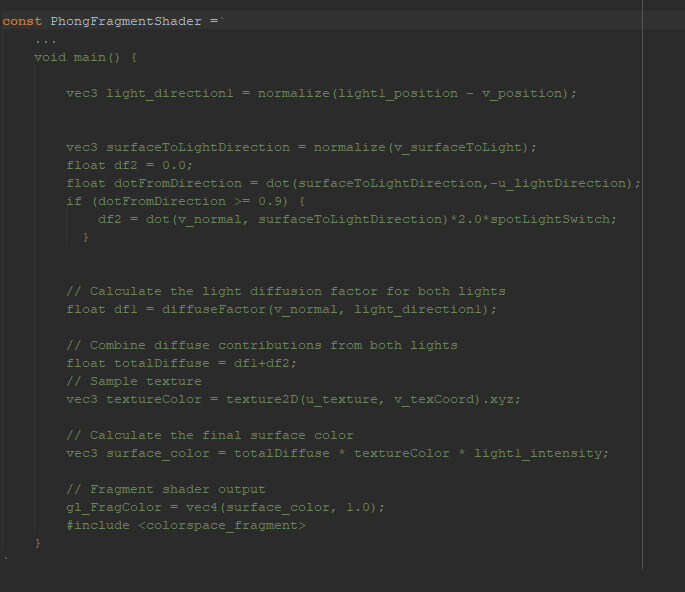 const PhongFragmentShader =`
...
void main() {
vec3 light_direction1 = normalize(light1_position - v_position);
vec3 surfaceToLightDirection = normalize(v_surfaceToLight);
float df2 = 0.0;
float dotFromDirection = dot(surfaceToLightDirection,-u_lightDirection);
if (dotFromDirection >= 0.9) {
df2 = dot(v_normal, surfaceToLightDirection)*2.0*spotLightSwitch;
}
// Calculate the light diffusion factor for both lights
float df1 = diffuseFactor(v_normal, light_direction1);
// Combine diffuse contributions from both lights
float totalDiffuse = df1+df2;
// Sample texture
vec3 textureColor = texture2D(u_texture, v_texCoord).xyz;
// Calculate the final surface color
vec3 surface_color = totalDiffuse * textureColor * light1_intensity;
// Fragment shader output
gl_FragColor = vec4(surface_color, 1.0);
#include <colorspace_fragment>
}
`